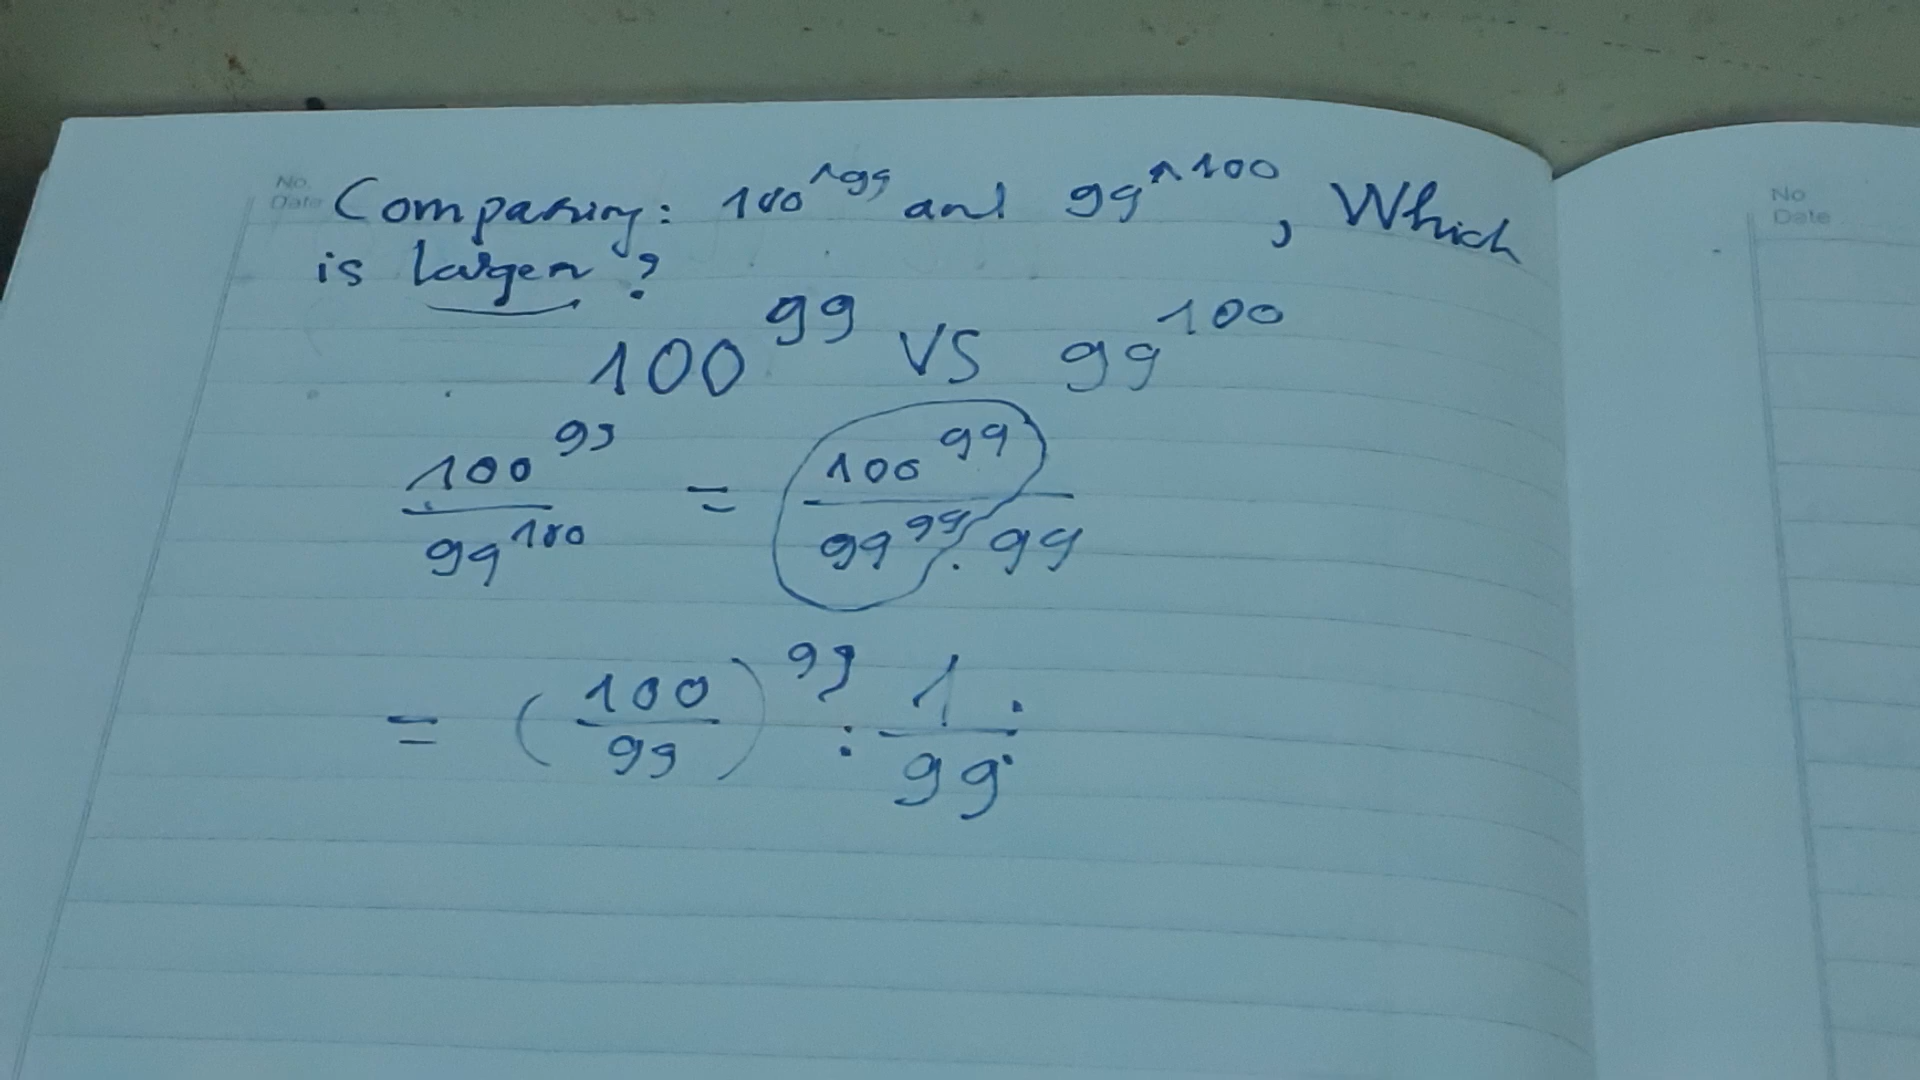 No.
Date
Comparing: 100^99 and 99^100, Which
is larger?
100^99 VS 99^100
100^99/99^100 = 100^99/99^99.99
= (100/99)^99 : 1/99
No
Date